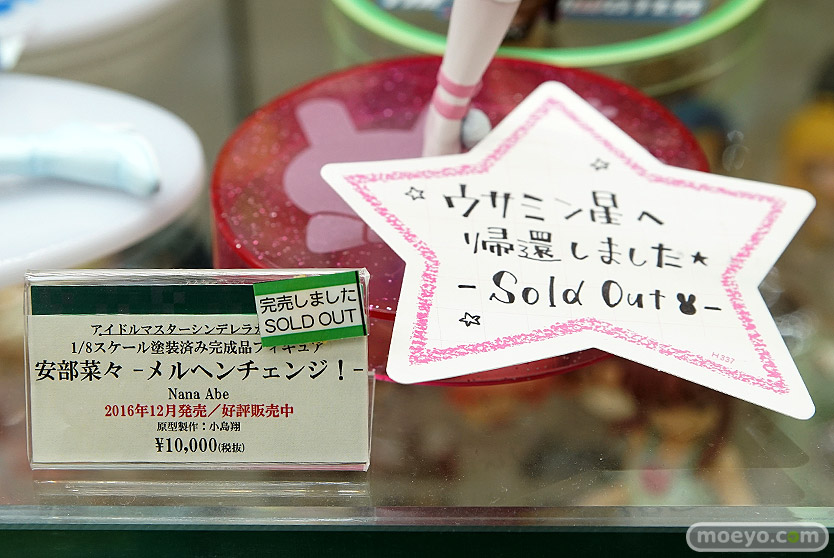 ウサミン星へ
帰還しました★
- Sold Out -
H337
完売しました
SOLD OUT
アイドルマスターシンデレラガ
1/8スケール塗装済み完成品フィギュア
安部菜々 -メルヘンチェンジ！-
Nana Abe
2016年12月発売／好評販売中
原型製作：小島翔
¥10,000(税抜)
moeyo.com